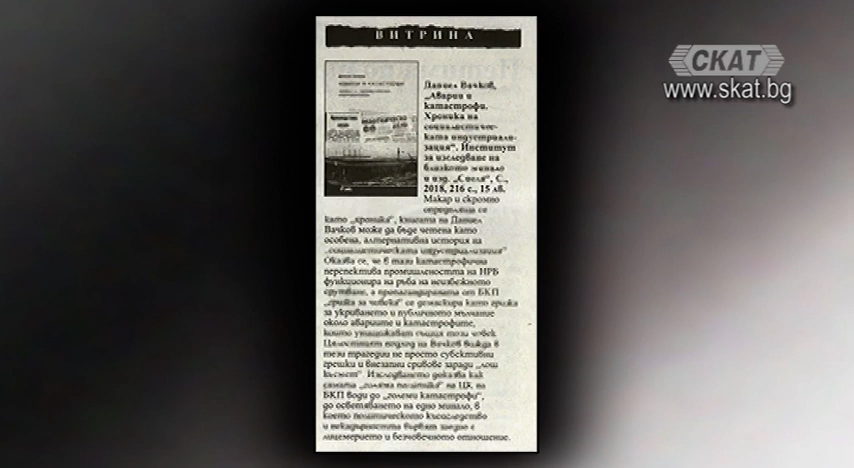 ВИТРИНА
СКАТ
www.skat.bg
Даниел Вачков,
„Аварии и
катастрофи.
Хроника на
социалистичес-
ката индустриали-
зация“. Институт
за изследване на
близкото минало
и изд. „Сиела“, С.,
2018, 216 с., 15 лв.
Макар и скромно
определяща се
като „хроника“, книгата на Даниел
Вачков може да бъде четена като
особена, алтернативна история на
„социалистическата индустриализация“
Оказва се, че в тази катастрофична
перспектива промишлеността на НРБ
функционира на ръба на неизбежното
срутване, а пропагандираната от БКП
„грижа за човека“ се демаскира като грижа
за укриването и публичното мълчание
около авариите и катастрофите,
които унищожават същия този човек.
Цялостният подход на Вачков вижда в
тези трагедии не просто субективни
грешки и внезапни сривове заради „лош
късмет“. Изследването доказва как
самата „голяма политика“ на ЦК на
БКП води до „големи катастрофи“,
до осветяването на едно минало, в
което политическото късогледство
и некадърността вървят заедно с
лицемерието и безчовечното отношение.